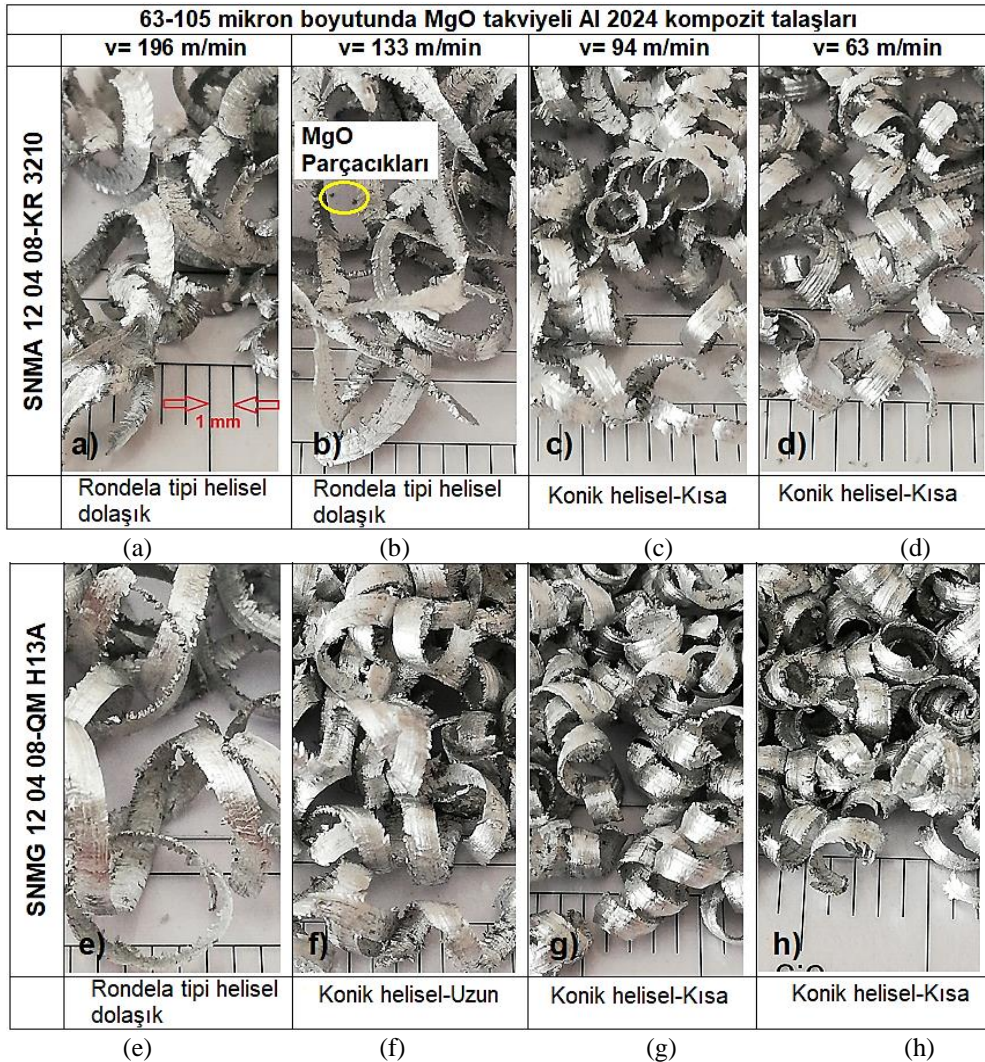 63-105 mikron boyutunda MgO takviyeli Al 2024 kompozit talaşları
v= 196 m/min
v= 133 m/min
v= 94 m/min
v= 63 m/min
SNMA 12 04 08-KR 3210
MgO
Parçacıkları
1 mm
a)
b)
c)
d)
Rondela tipi helisel
dolaşık
Rondela tipi helisel
dolaşık
Konik helisel-Kısa
Konik helisel-Kısa
(a)
(b)
(c)
(d)
SNMG 12 04 08-QM H13A
e)
f)
g)
h)
Rondela tipi helisel
dolaşık
Konik helisel-Uzun
Konik helisel-Kısa
Konik helisel-Kısa
(e)
(f)
(g)
(h)